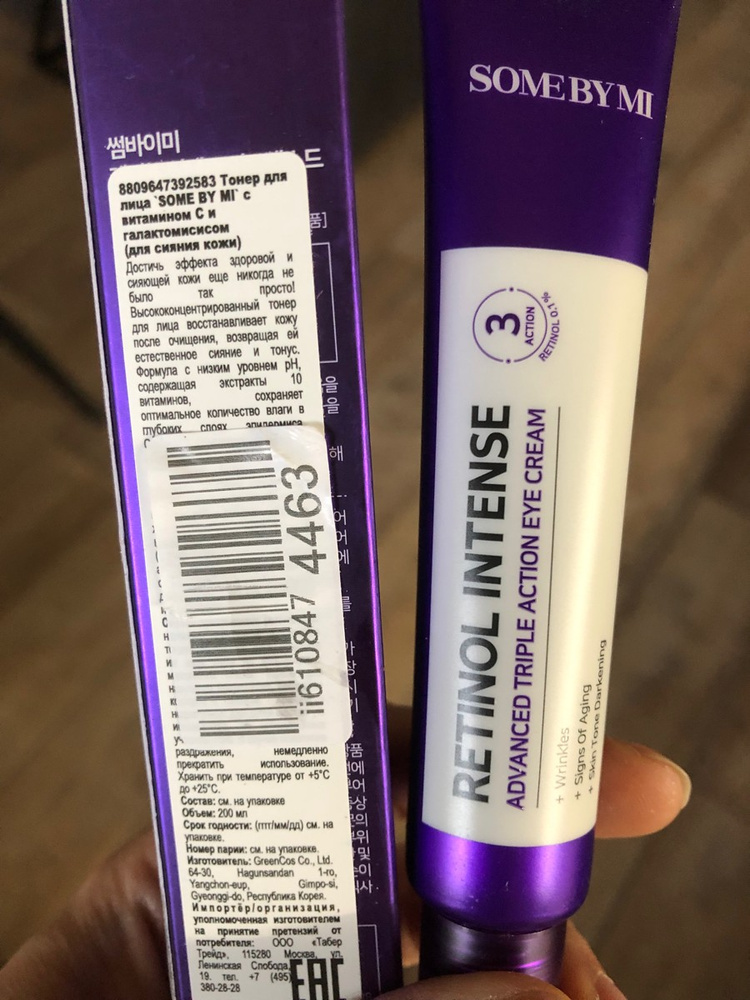 썸바이미
드
품]
8809647392583 Тонер для
лица `SOME BY MI` с
витамином С и
галактомисисом
(для сияния кожи)
Достичь эффекта здоровой и
сияющей кожи еще никогда не
было так просто!
Высококонцентрированный тонер
для лица восстанавливает кожу
после очищения, возвращая ей
естественное сияние и тонус.
Формула с низким уровнем pH,
содержащая экстракты 10
витаминов, сохраняет
оптимальное количество влаги в
глубоких слоях эпидермиса
ii610847 4463
раздражения, немедленно
прекратить использование.
Хранить при температуре от +5°C
до +25°C.
Состав: см. на упаковке
Объем: 200 мл
Срок годности: (гггг/мм/дд) см. на
упаковке.
Номер парии: см. на упаковке.
Изготовитель: GreenCos Co., Ltd.
64-30, Hagunsandan 1-ro,
Yangchon-eup, Gimpo-si,
Gyeonggi-do, Республика Корея.
Импортёр/организация,
уполномоченная изготовителем
на принятие претензий от
потребителя: ООО «Табер
Трейд», 115280 Москва, ул.
Ленинская Слобода,
19. тел. +7 (495)
380-28-28
EAC
SOME BY MI
3
ACTION
RETINOL 0.1%
RETINOL INTENSE
ADVANCED TRIPLE ACTION EYE CREAM
+ Wrinkles
+ Signs Of Aging
+ Skin Tone Darkening